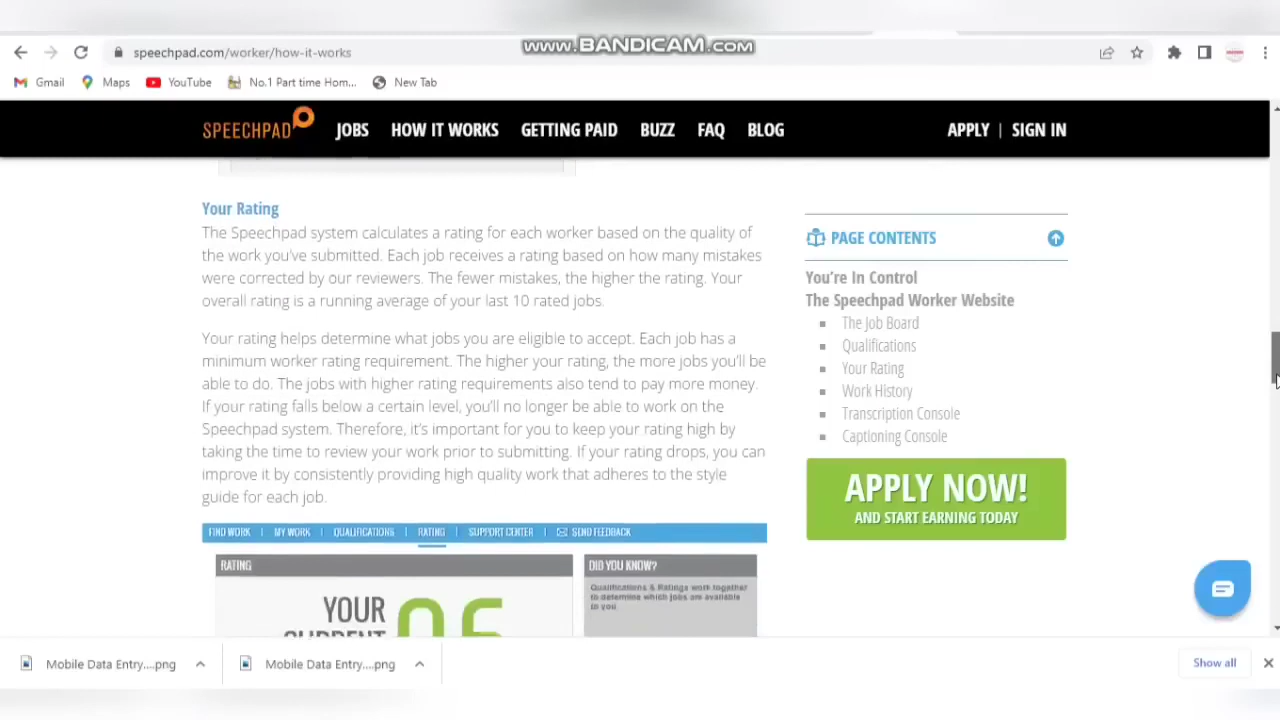 www.BANDICAM.com
speechpad.com/worker/how-it-works
Gmail
Maps
YouTube
No.1 Part time Hom...
New Tab
SPEECHPAD
JOBS
HOW IT WORKS
GETTING PAID
BUZZ
FAQ
BLOG
APPLY | SIGN IN
Your Rating
The Speechpad system calculates a rating for each worker based on the quality of
the work you've submitted. Each job receives a rating based on how many mistakes
were corrected by our reviewers. The fewer mistakes, the higher the rating. Your
overall rating is a running average of your last 10 rated jobs.
Your rating helps determine what jobs you are eligible to accept. Each job has a
minimum worker rating requirement. The higher your rating, the more jobs you'll be
able to do. The jobs with higher rating requirements also tend to pay more money.
If your rating falls below a certain level, you'll no longer be able to work on the
Speechpad system. Therefore, it's important for you to keep your rating high by
taking the time to review your work prior to submitting. If your rating drops, you can
improve it by consistently providing high quality work that adheres to the style
guide for each job.
FIND WORK | MY WORK | QUALIFICATIONS | RATING | SUPPORT CENTER | SEND FEEDBACK
RATING
YOUR
CURRENT
DID YOU KNOW?
Qualifications & Ratings work together
to determine which jobs are available
to you
PAGE CONTENTS
You're In Control
The Speechpad Worker Website
The Job Board
Qualifications
Your Rating
Work History
Transcription Console
Captioning Console
APPLY NOW!
AND START EARNING TODAY
Mobile Data Entry....png
Mobile Data Entry....png
Show all